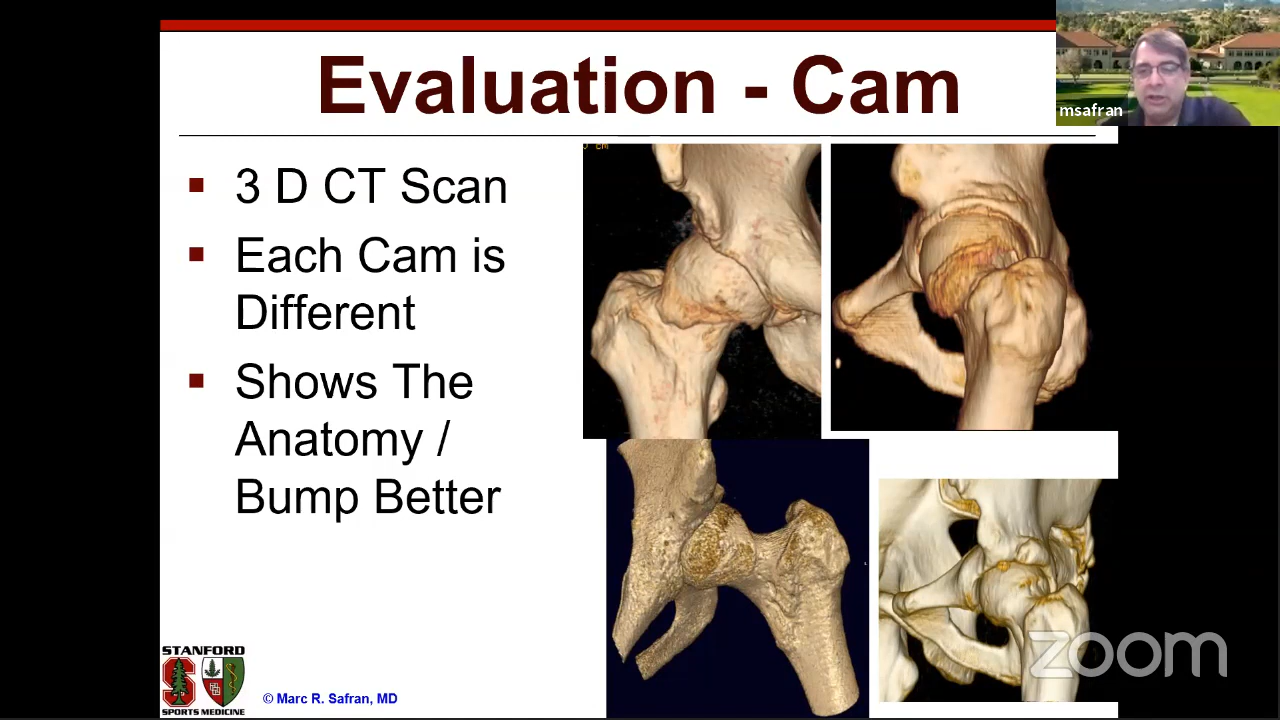 Evaluation - Cam
msafran
3 D CT Scan
Each Cam is
Different
Shows The
Anatomy /
Bump Better
STANFORD
S
SPORTS MEDICINE
© Marc R. Safran, MD
zoom